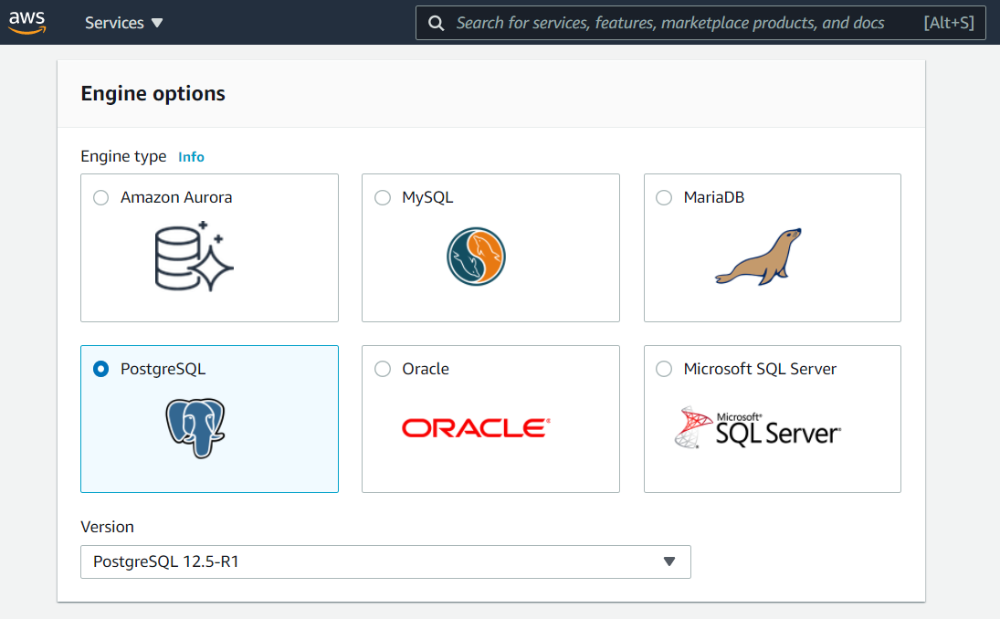 aws Services Search for services, features, marketplace products, and docs [Alt+S]
Engine options
Engine type Info
Amazon Aurora MySQL MariaDB
PostgreSQL Oracle Microsoft SQL Server
ORACLE® Microsoft® SQL Server®
Version
PostgreSQL 12.5-R1